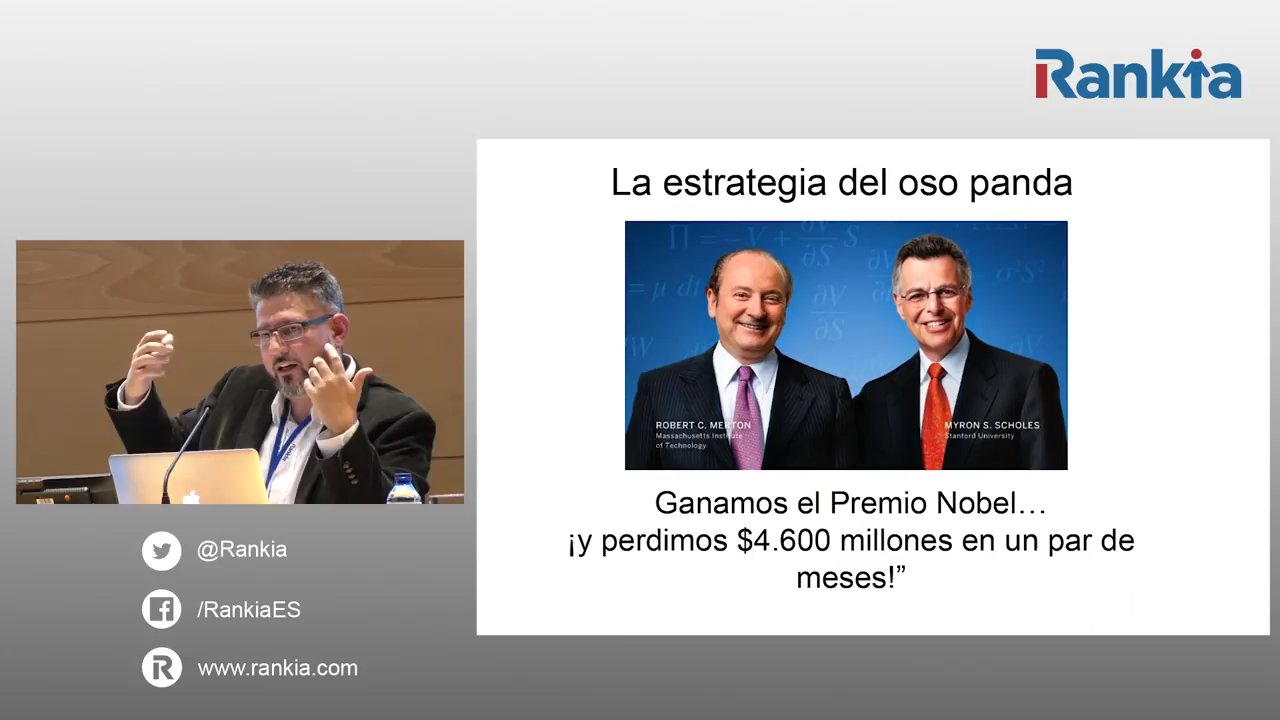 Rankia
La estrategia del oso panda
ROBERT C. MERTON
Massachusetts Institute
of Technology
MYRON S. SCHOLES
Stanford University
Ganamos el Premio Nobel…
¡y perdimos $4.600 millones en un par de
meses!”
@Rankia
/RankiaES
www.rankia.com